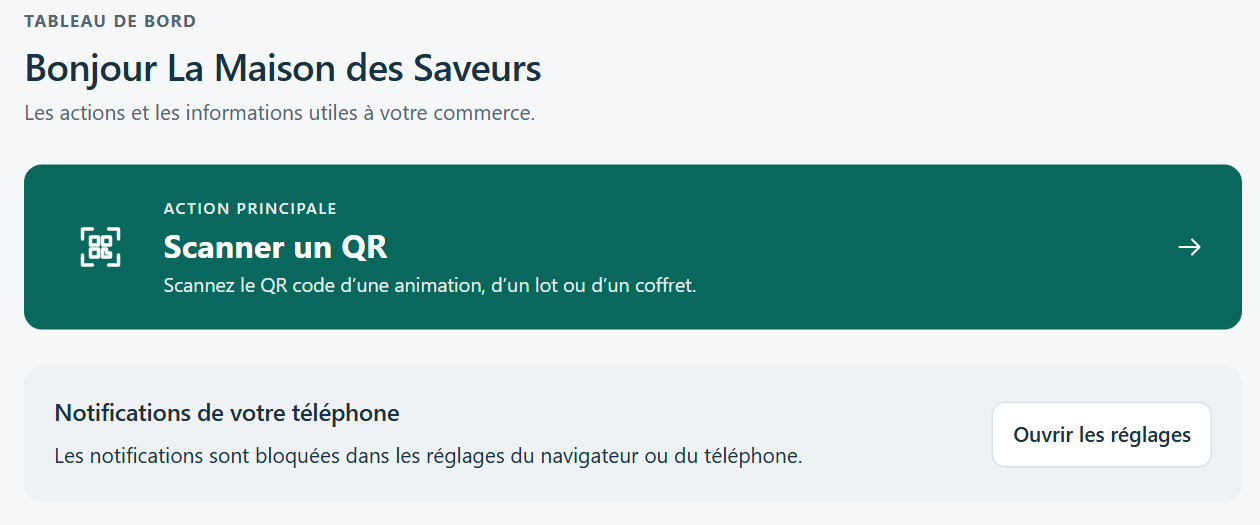 TABLEAU DE BORD
Bonjour La Maison des Saveurs
Les actions et les informations utiles à votre commerce.
ACTION PRINCIPALE
Scanner un QR
Scannez le QR code d’une animation, d’un lot ou d’un coffret.
Notifications de votre téléphone
Les notifications sont bloquées dans les réglages du navigateur ou du téléphone.
Ouvrir les réglages